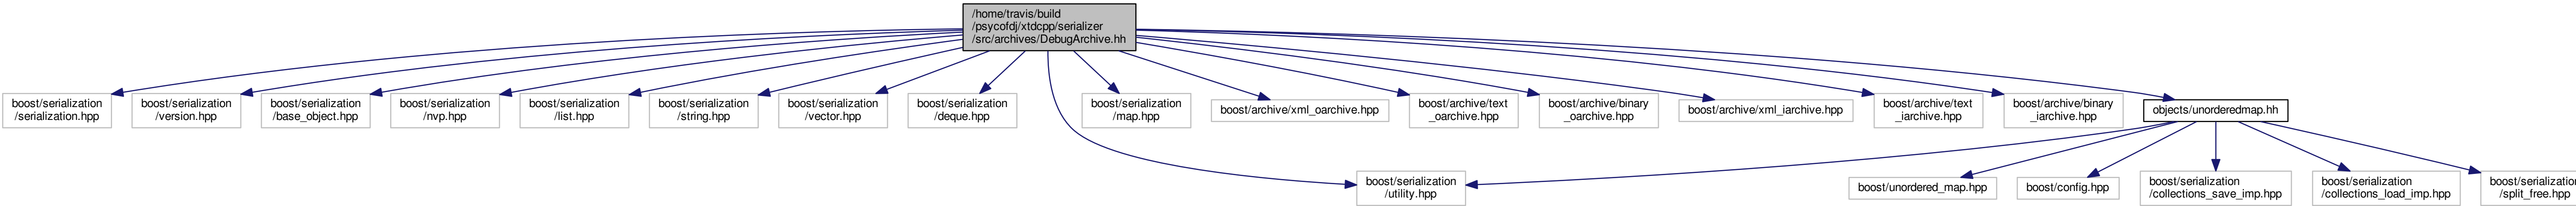 /home/travis/build
/psycofdj/xtdcpp/serializer
/src/archives/DebugArchive.hh
boost/serialization
/serialization.hpp
boost/serialization
/version.hpp
boost/serialization
/base_object.hpp
boost/serialization
/nvp.hpp
boost/serialization
/list.hpp
boost/serialization
/string.hpp
boost/serialization
/vector.hpp
boost/serialization
/deque.hpp
boost/serialization
/map.hpp
boost/archive/xml_oarchive.hpp
boost/archive/text
_oarchive.hpp
boost/archive/binary
_oarchive.hpp
boost/archive/xml_iarchive.hpp
boost/archive/text
_iarchive.hpp
boost/archive/binary
_iarchive.hpp
objects/unorderedmap.hh
boost/serialization
/utility.hpp
boost/unordered_map.hpp
boost/config.hpp
boost/serialization
/collections_save_imp.hpp
boost/serialization
/collections_load_imp.hpp
boost/serialization
/split_free.hpp